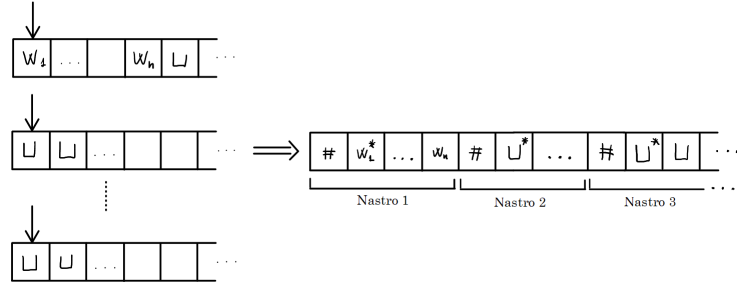 W₁ ... Wₙ ⊔ ...
⊔ ⊔ ... ...
⊔ ⊔ ... ...
# W₁* ... Wₙ # ⊔* ... # ⊔* ⊔ ...
Nastro 1 Nastro 2 Nastro 3 ...